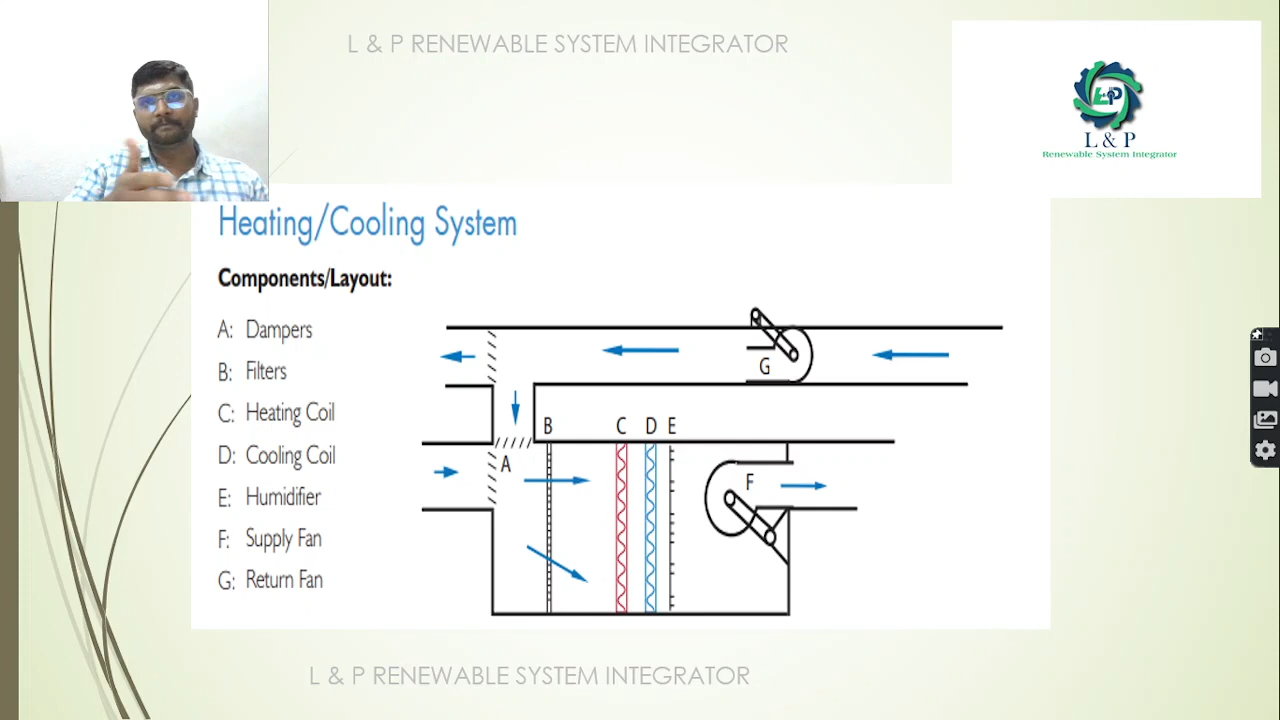 L & P RENEWABLE SYSTEM INTEGRATOR
L&P
L & P
Renewable System Integrator
Heating/Cooling System
Components/Layout:
A: Dampers
B: Filters
C: Heating Coil
D: Cooling Coil
E: Humidifier
F: Supply Fan
G: Return Fan
G
B C D E
A
F
L & P RENEWABLE SYSTEM INTEGRATOR